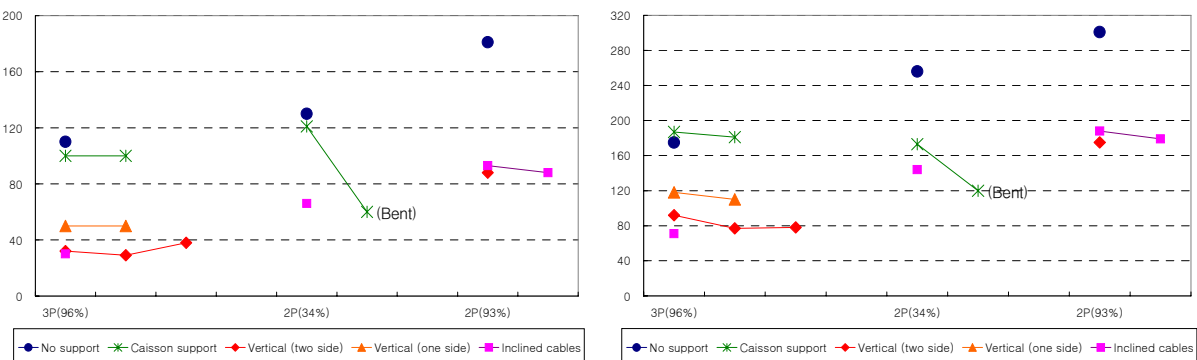 200
160
120
80
40
0
(Bent)
3P(96%) 2P(34%) 2P(93%)
No support Caisson support Vertical (two side) Vertical (one side) Inclined cables
320
280
240
200
160
120
80
40
0
(Bent)
3P(96%) 2P(34%) 2P(93%)
No support Caisson support Vertical (two side) Vertical (one side) Inclined cables